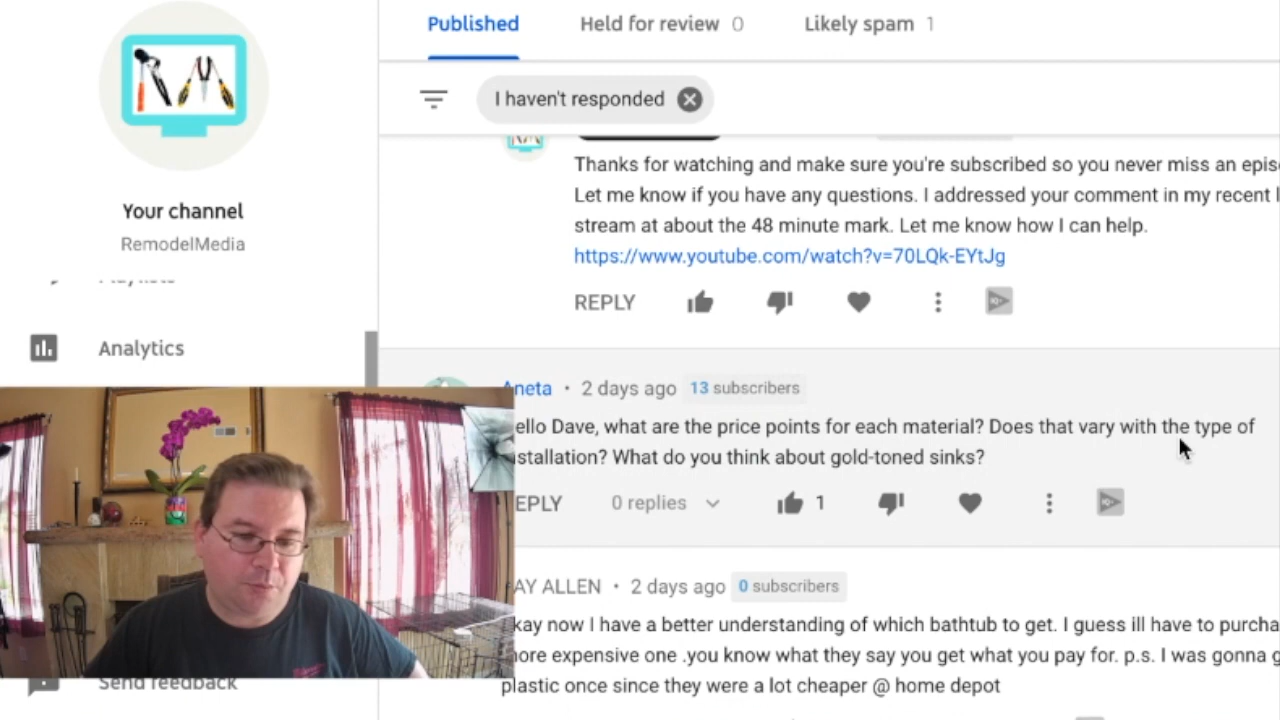 Published
Held for review 0
Likely spam 1
I haven't responded
RM
Your channel
RemodelMedia
Playlists
Analytics
Send feedback
Thanks for watching and make sure you're subscribed so you never miss an
Let me know if you have any questions. I addressed your comment in my recent
stream at about the 48 minute mark. Let me know how I can help.
https://www.youtube.com/watch?v=70LQk-EYtJg
REPLY
Aneta • 2 days ago 13 subscribers
ello Dave, what are the price points for each material? Does that vary with the type of
stallation? What do you think about gold-toned sinks?
EPLY 0 replies 1
AY ALLEN • 2 days ago 0 subscribers
kay now I have a better understanding of which bathtub to get. I guess ill have to purcha
ore expensive one .you know what they say you get what you pay for. p.s. I was gonna g
plastic once since they were a lot cheaper @ home depot